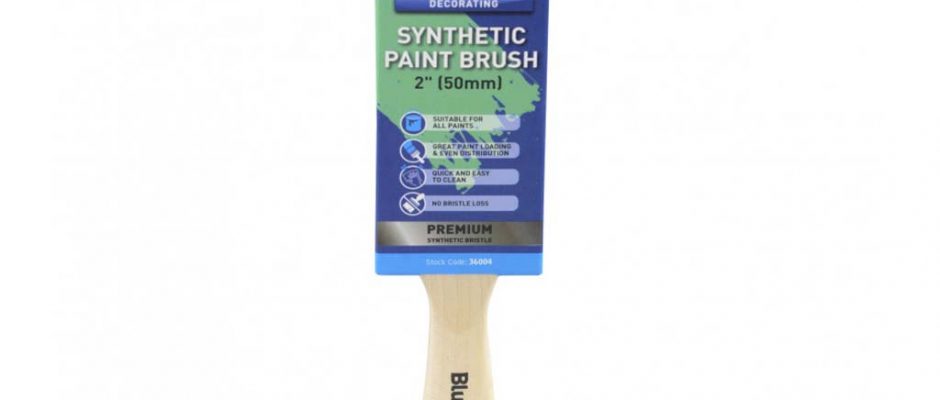 DECORATING
SYNTHETIC
PAINT BRUSH
2" (50mm)
SUITABLE FOR
ALL PAINTS
GREAT PAINT LOADING
& EVEN DISTRIBUTION
QUICK AND EASY
TO CLEAN
NO BRISTLE LOSS
PREMIUM
SYNTHETIC BRISTLE
Stock Code: 36004
Blu